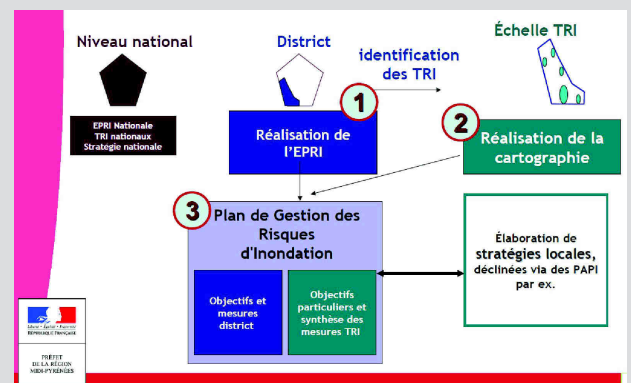 Niveau national
District
Échelle TRI
identification
des TRI
1
2
EPRI Nationale
TRI nationaux
Stratégie nationale
Réalisation de
l'EPRI
Réalisation de la
cartographie
3
Plan de Gestion des
Risques
d'Inondation
Objectifs et
mesures
district
Objectifs
particuliers et
synthèse des
mesures TRI
Élaboration de
stratégies locales,
déclinées via des PAPI
par ex.
Liberté • Égalité • Fraternité
RÉPUBLIQUE FRANÇAISE
PRÉFET
DE LA RÉGION
MIDI-PYRÉNÉES